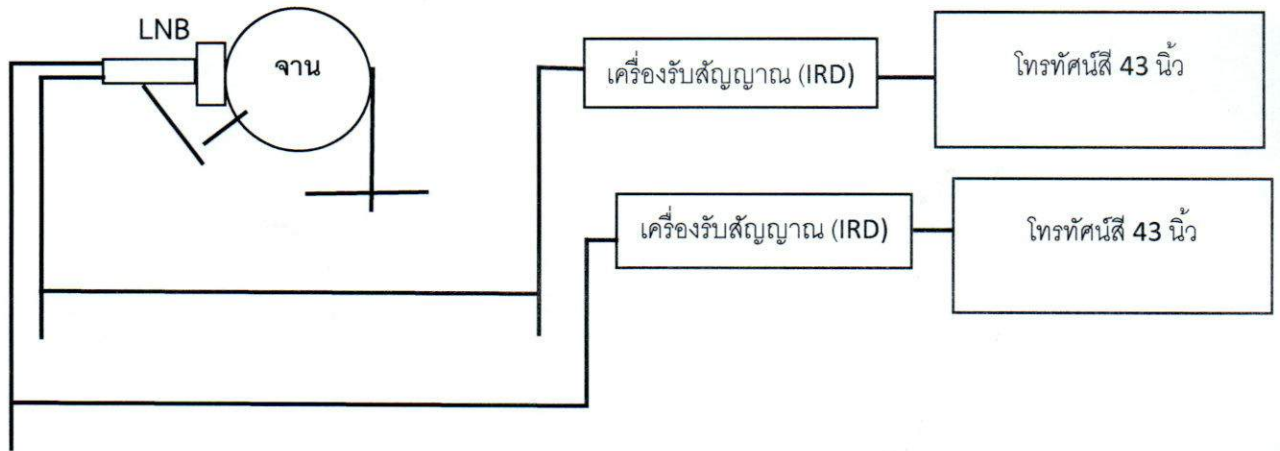 LNB
จาน
เครื่องรับสัญญาณ (IRD)
โทรทัศน์สี 43 นิ้ว
เครื่องรับสัญญาณ (IRD)
โทรทัศน์สี 43 นิ้ว